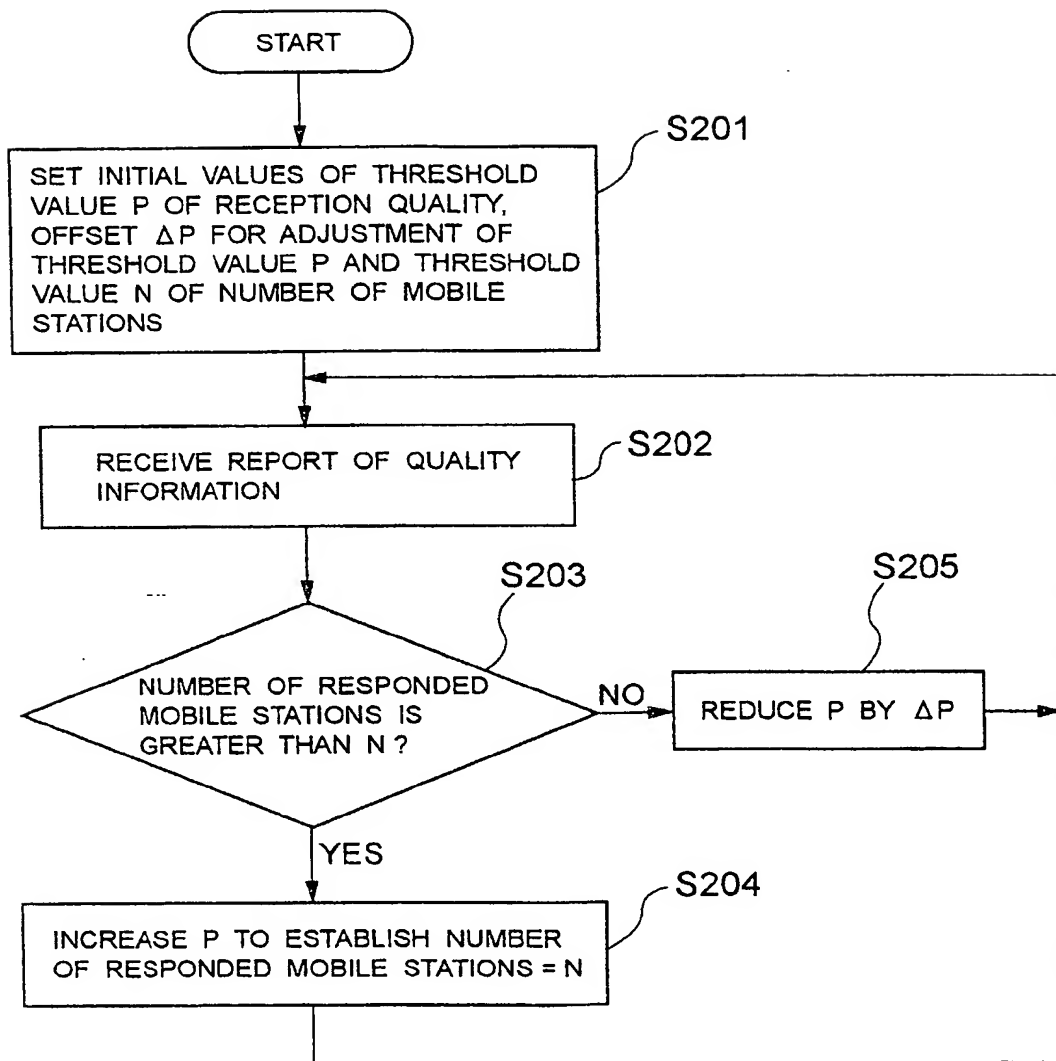 START
S201
SET INITIAL VALUES OF THRESHOLD
VALUE P OF RECEPTION QUALITY,
OFFSET ΔP FOR ADJUSTMENT OF
THRESHOLD VALUE P AND THRESHOLD
VALUE N OF NUMBER OF MOBILE
STATIONS
S202
RECEIVE REPORT OF QUALITY
INFORMATION
S203
S205
NUMBER OF RESPONDED
MOBILE STATIONS IS
GREATER THAN N ?
NO
REDUCE P BY ΔP
YES
S204
INCREASE P TO ESTABLISH NUMBER
OF RESPONDED MOBILE STATIONS = N